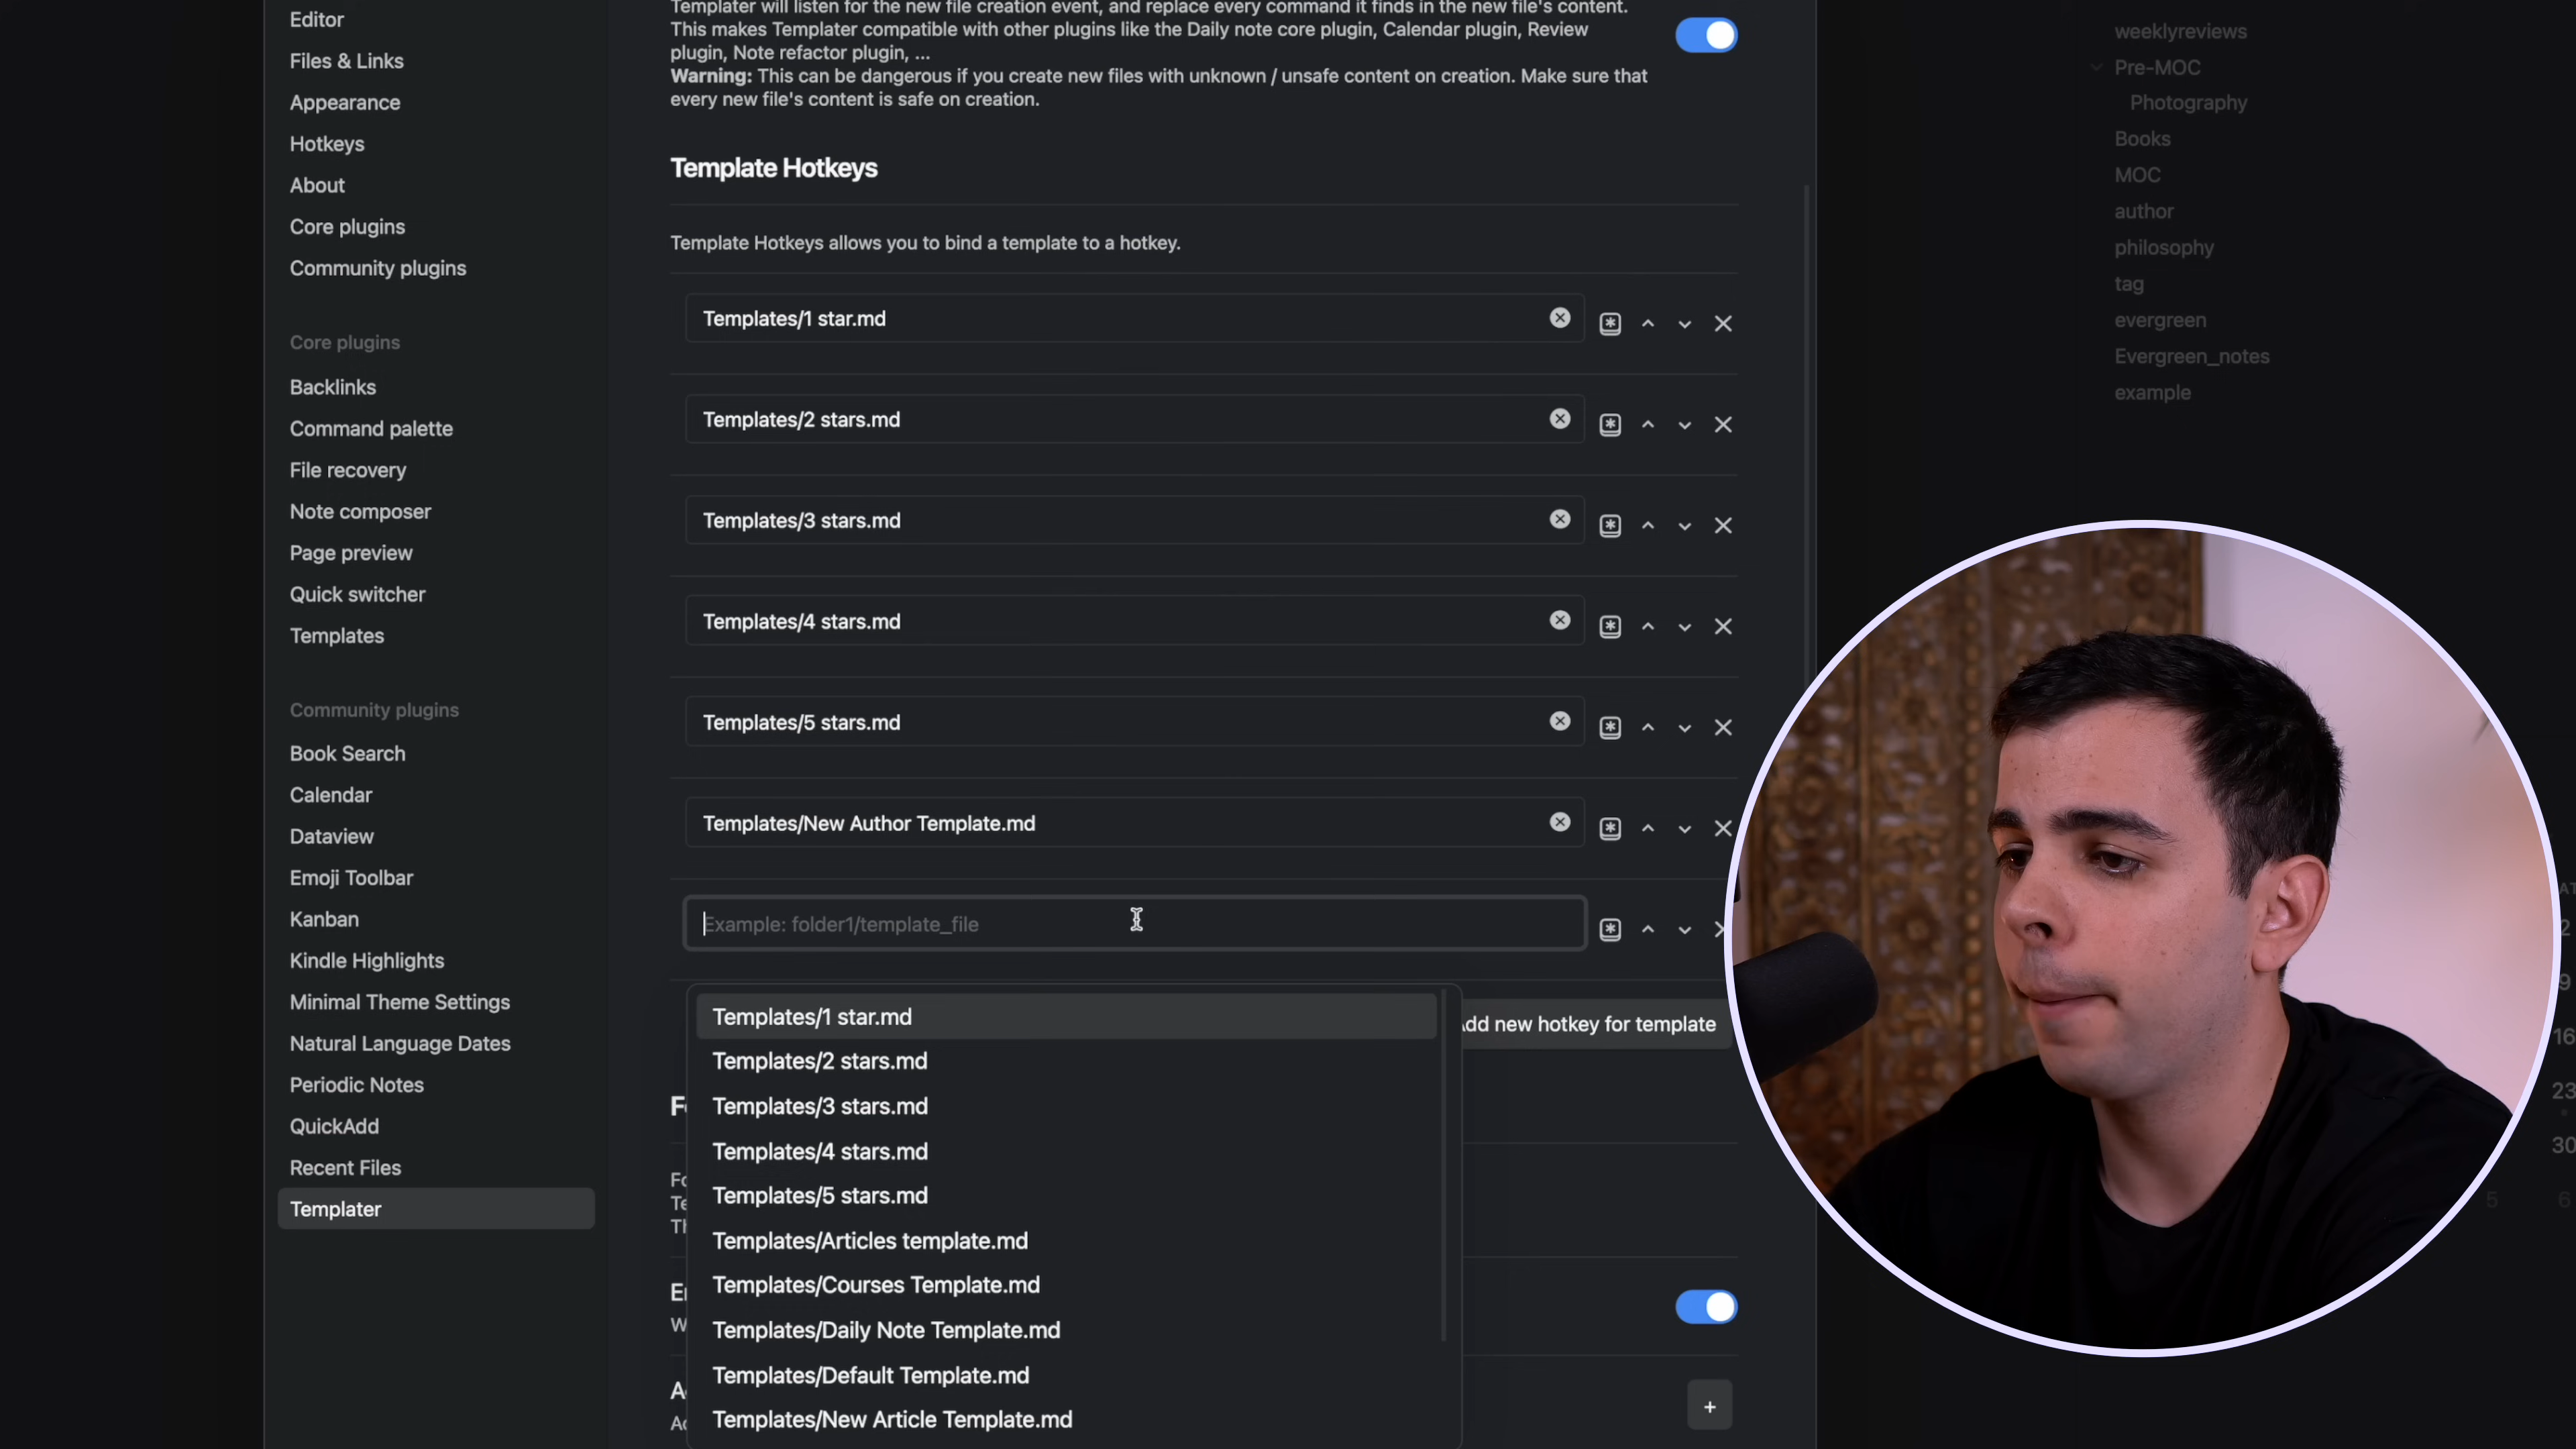 Editor
Files & Links
Appearance
Hotkeys
About
Core plugins
Community plugins
Core plugins
Backlinks
Command palette
File recovery
Note composer
Page preview
Quick switcher
Templates
Community plugins
Book Search
Calendar
Dataview
Emoji Toolbar
Kanban
Kindle Highlights
Minimal Theme Settings
Natural Language Dates
Periodic Notes
QuickAdd
Recent Files
Templater
Templater will listen for the new file creation event, and replace every command it finds in the new file's content.
This makes Templater compatible with other plugins like the Daily note core plugin, Calendar plugin, Review
plugin, Note refactor plugin, ...
Warning: This can be dangerous if you create new files with unknown / unsafe content on creation. Make sure that
every new file's content is safe on creation.
Template Hotkeys
Template Hotkeys allows you to bind a template to a hotkey.
Templates/1 star.md
Templates/2 stars.md
Templates/3 stars.md
Templates/4 stars.md
Templates/5 stars.md
Templates/New Author Template.md
Example: folder1/template_file
Templates/1 star.md
Templates/2 stars.md
Templates/3 stars.md
Templates/4 stars.md
Templates/5 stars.md
Templates/Articles template.md
Templates/Courses Template.md
Templates/Daily Note Template.md
Templates/Default Template.md
Templates/New Article Template.md
Add new hotkey for template
weeklyreviews
Pre-MOC
Photography
Books
MOC
author
philosophy
tag
evergreen
Evergreen_notes
example
2
9
16
23
30
5 6